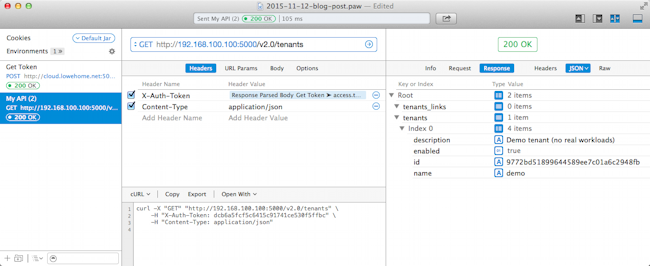 2015-11-12-blog-post.paw — Edited
Sent My API (2) 200 OK 105 ms
Cookies Default Jar
Environments 1
Get Token
POST http://cloud.lowehome.net:50...
200 OK
My API (2)
GET http://192.168.100.100:5000/v...
200 OK
GET http://192.168.100.100:5000/v2.0/tenants
Headers URL Params Body Options
Header Name Header Value
X-Auth-Token Response Parsed Body Get Token ➤ access.t...
Content-Type application/json
Add Header Name Add Header Value
cURL Copy Export Open With
1 curl -X "GET" "http://192.168.100.100:5000/v2.0/tenants" \
2 -H "X-Auth-Token: dcb6a5fcf5c6415c91741ce530f5ffbc" \
3 -H "Content-Type: application/json"
4
200 OK
Info Request Response Headers JSON Raw
Key or Index Type Value
Root 2 items
tenants_links 0 items
tenants 1 item
Index 0 4 items
description A Demo tenant (no real workloads)
enabled true
id A 9772bd51899644589ee7c01a6c2948fb
name A demo